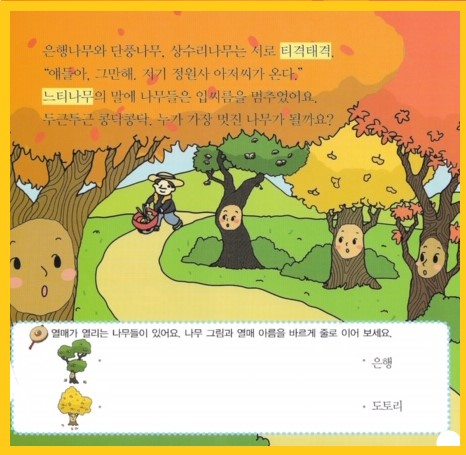 은행나무와 단풍나무, 상수리나무는 서로 티격태격.
“얘들아, 그만해. 저기 정원사 아저씨가 온다.”
느티나무의 말에 나무들은 입씨름을 멈추었어요.
두근두근 콩닥콩닥, 누가 가장 멋진 나무가 될까요?
열매가 열리는 나무들이 있어요. 나무 그림과 열매 이름을 바르게 줄로 이어 보세요.
은행
도토리